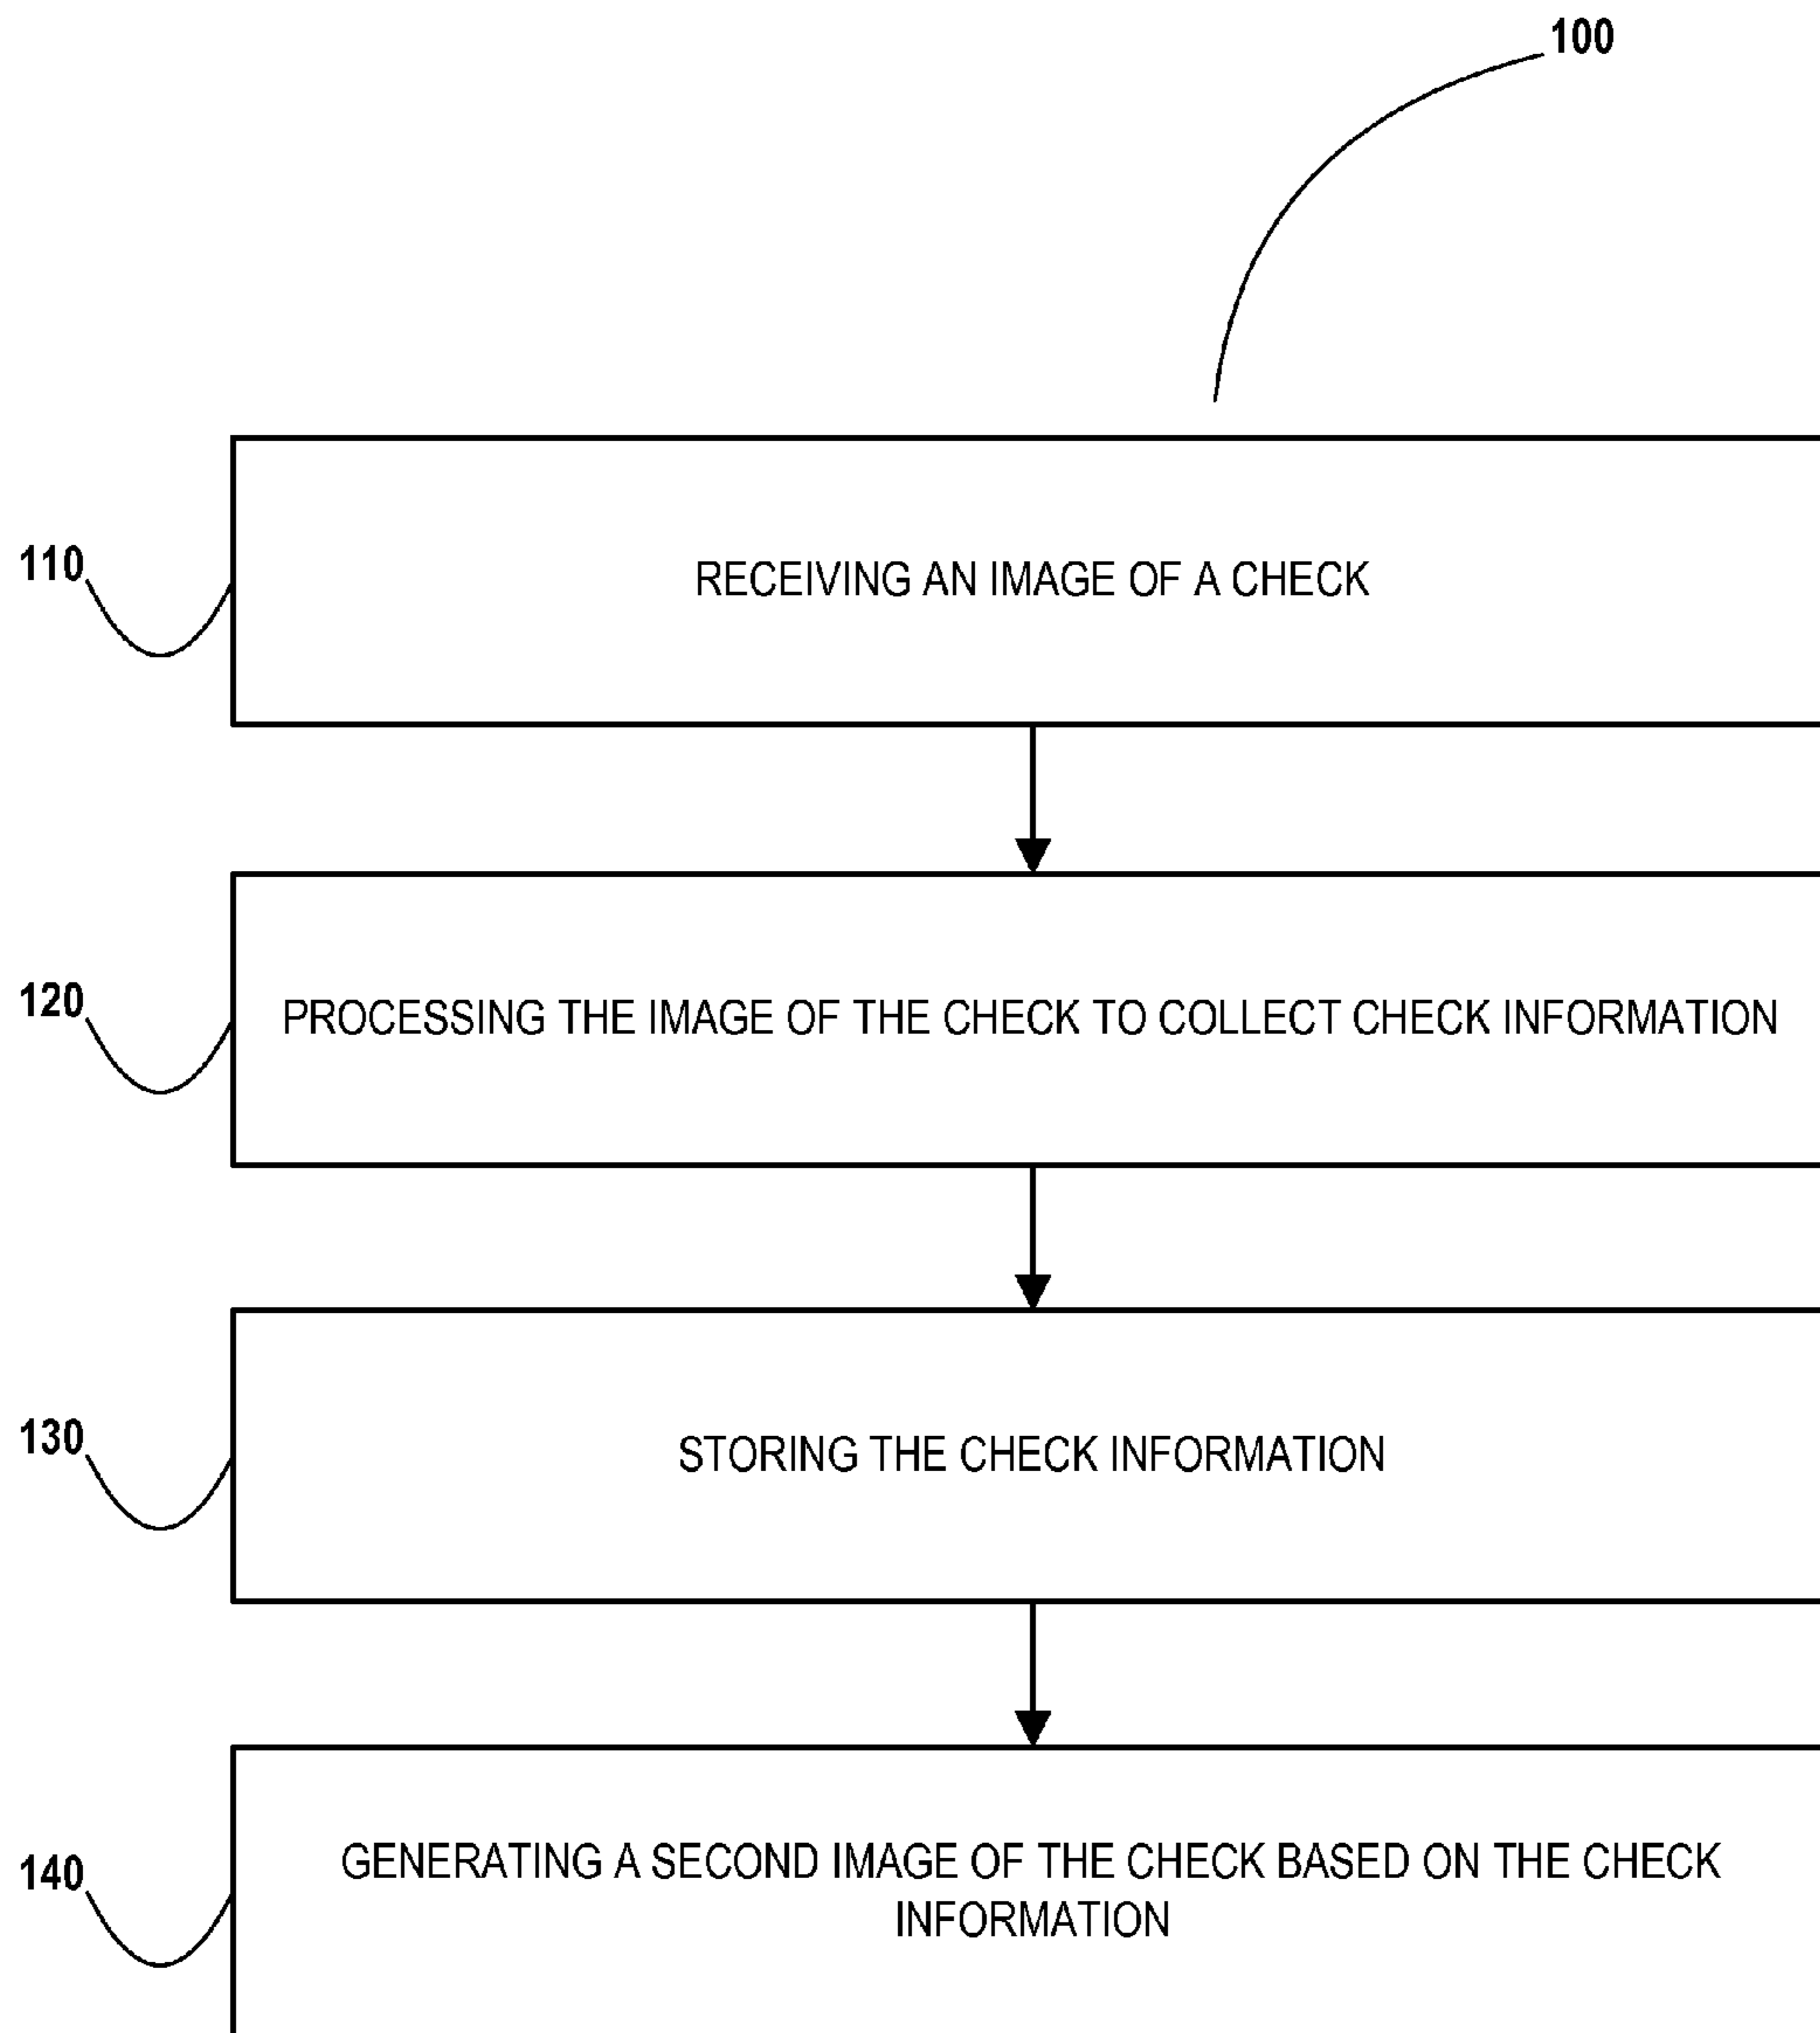 100
110
RECEIVING AN IMAGE OF A CHECK
120
PROCESSING THE IMAGE OF THE CHECK TO COLLECT CHECK INFORMATION
130
STORING THE CHECK INFORMATION
140
GENERATING A SECOND IMAGE OF THE CHECK BASED ON THE CHECK
INFORMATION